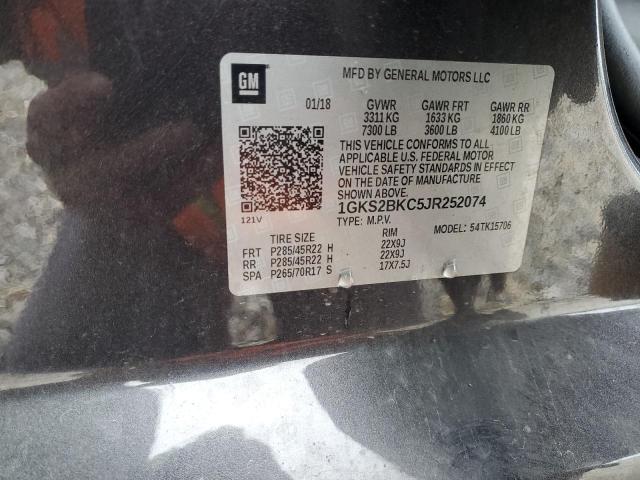 GM
MFD BY GENERAL MOTORS LLC
01/18 GVWR GAWR FRT GAWR RR
3311 KG 1633 KG 1860 KG
7300 LB 3600 LB 4100 LB
THIS VEHICLE CONFORMS TO ALL
APPLICABLE U.S. FEDERAL MOTOR
VEHICLE SAFETY STANDARDS IN EFFECT
ON THE DATE OF MANUFACTURE.
1GKS2BKC5JR252074
121V
TYPE: M.P.V. MODEL: 54TK15706
TIRE SIZE RIM
FRT P285/45R22 H 22X9J
RR P285/45R22 H 22X9J
SPA P265/70R17 S 17X7.5J